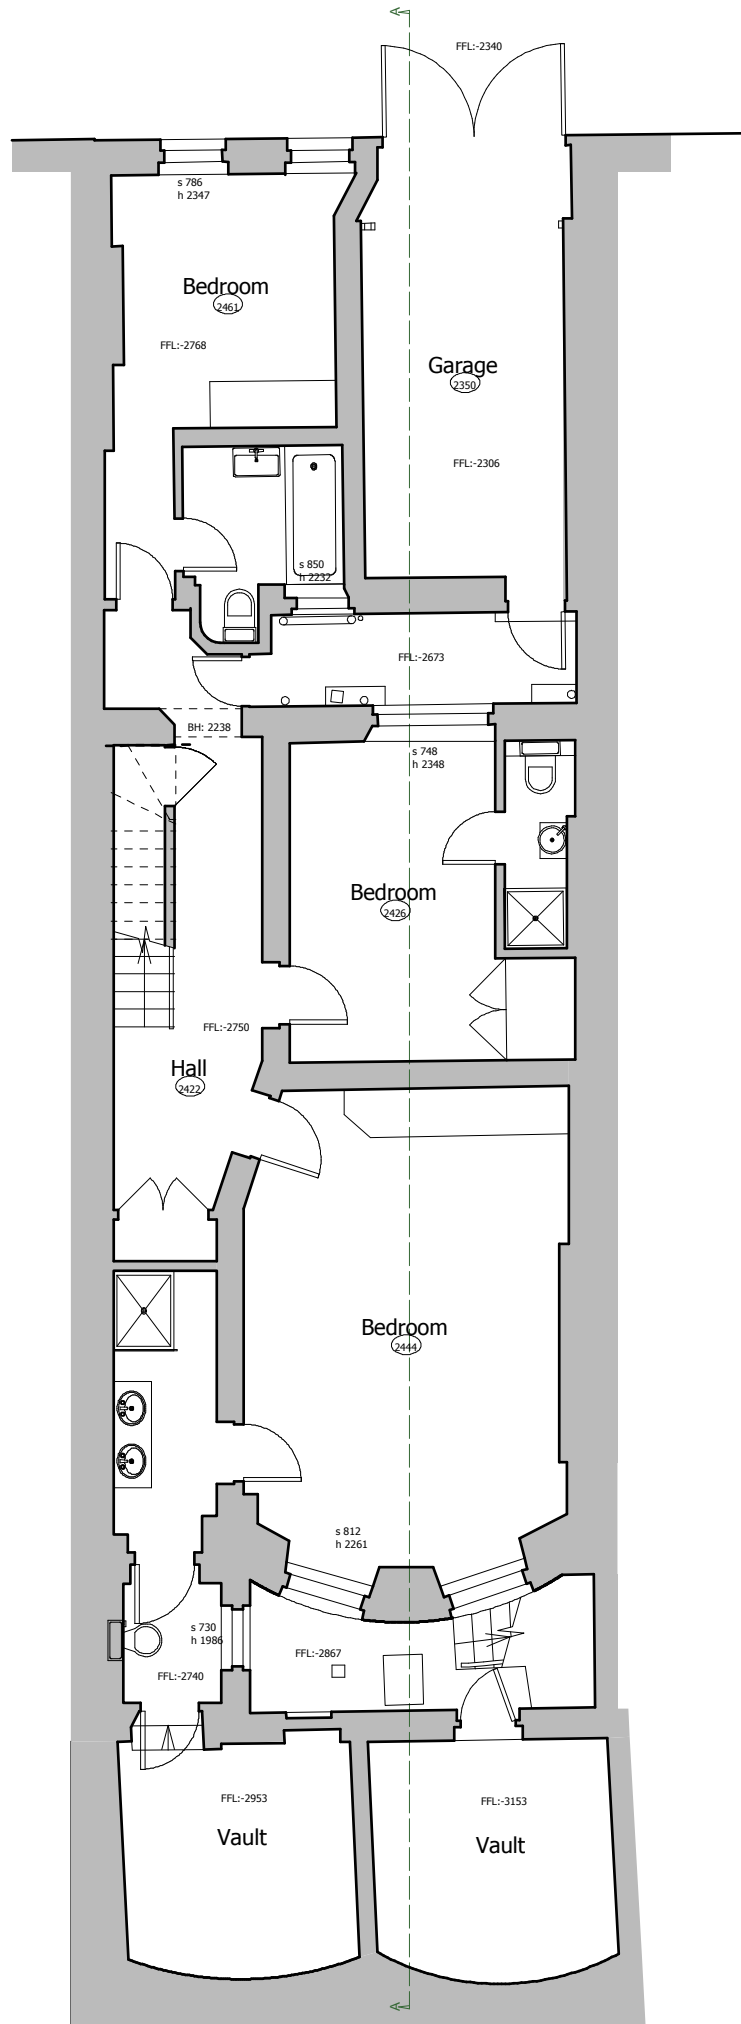 A
FFL:-2340
s 786
h 2347
Bedroom
2461
FFL:-2768
Garage
2350
FFL:-2306
s 850
h 2232
FFL:-2673
BH: 2238
s 748
h 2348
Bedroom
2426
FFL:-2750
Hall
2422
Bedroom
2444
s 812
h 2261
s 730
h 1986
FFL:-2867
FFL:-2740
FFL:-2953
FFL:-3153
Vault
Vault
A